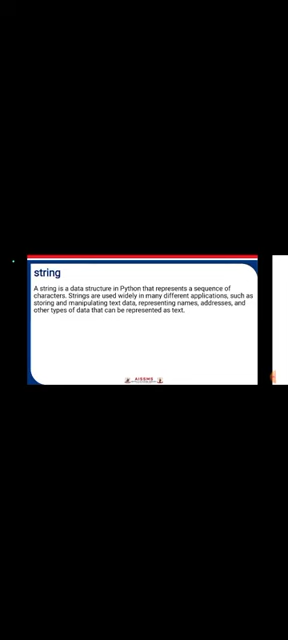 string
A string is a data structure in Python that represents a sequence of
characters. Strings are used widely in many different applications, such as
storing and manipulating text data, representing names, addresses, and
other types of data that can be represented as text.
AISSMS